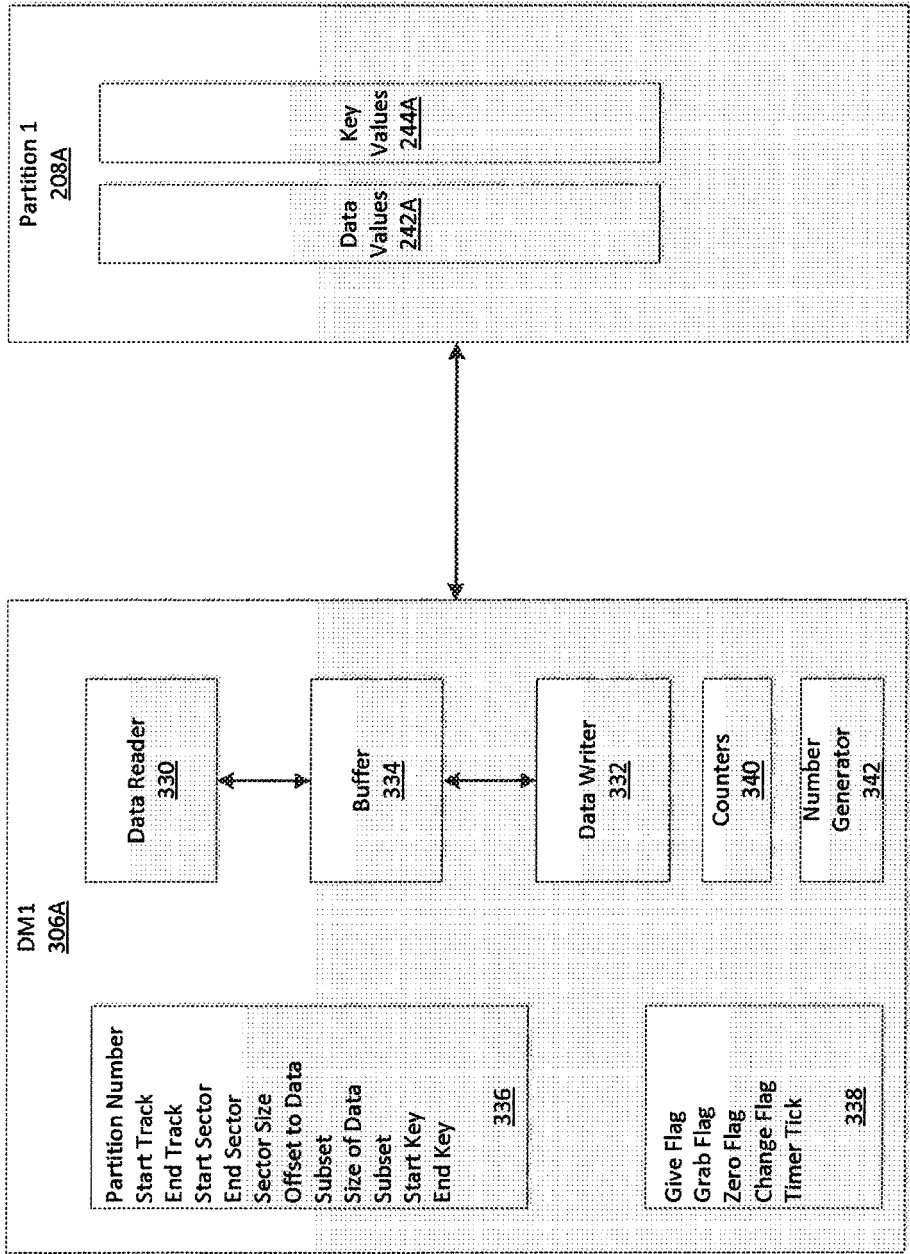 DM1
306A
Partition Number
Start Track
End Track
Start Sector
End Sector
Sector Size
Offset to Data
Subset
Size of Data
Subset
Start Key
End Key
336
Give Flag
Grab Flag
Zero Flag
Change Flag
Timer Tick
338
Data Reader
330
Buffer
334
Data Writer
332
Counters
340
Number
Generator
342
Partition 1
208A
Data
Values
242A
Key
Values
244A